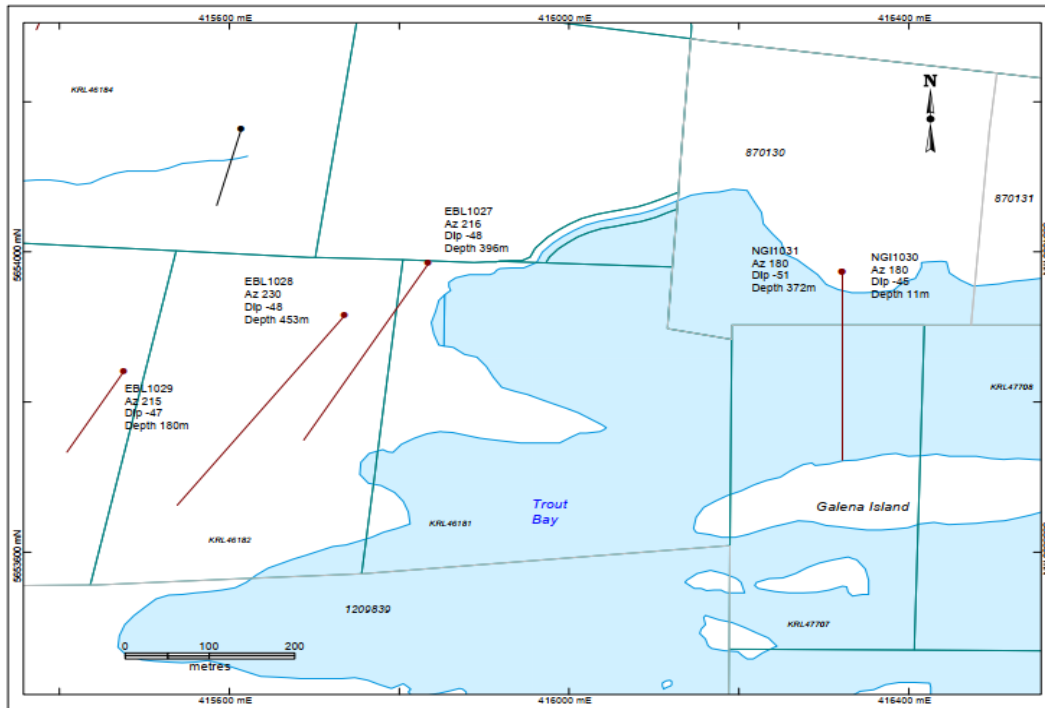 415600 mE
416000 mE
416400 mE
KRL46184
N
870130
870131
EBL1027
Az 216
Dip -48
Depth 396m
5654000 mN
NGI1031
Az 180
Dip -51
Depth 372m
NGI1030
Az 180
Dip -45
Depth 11m
EBL1028
Az 230
Dip -48
Depth 453m
EBL1029
Az 215
Dip -47
Depth 180m
KRL47708
Trout
Bay
Galena Island
KRL46182
KRL46181
5653600 mN
1209839
KRL47707
0
100
200
metres
415600 mE
416000 mE
416400 mE